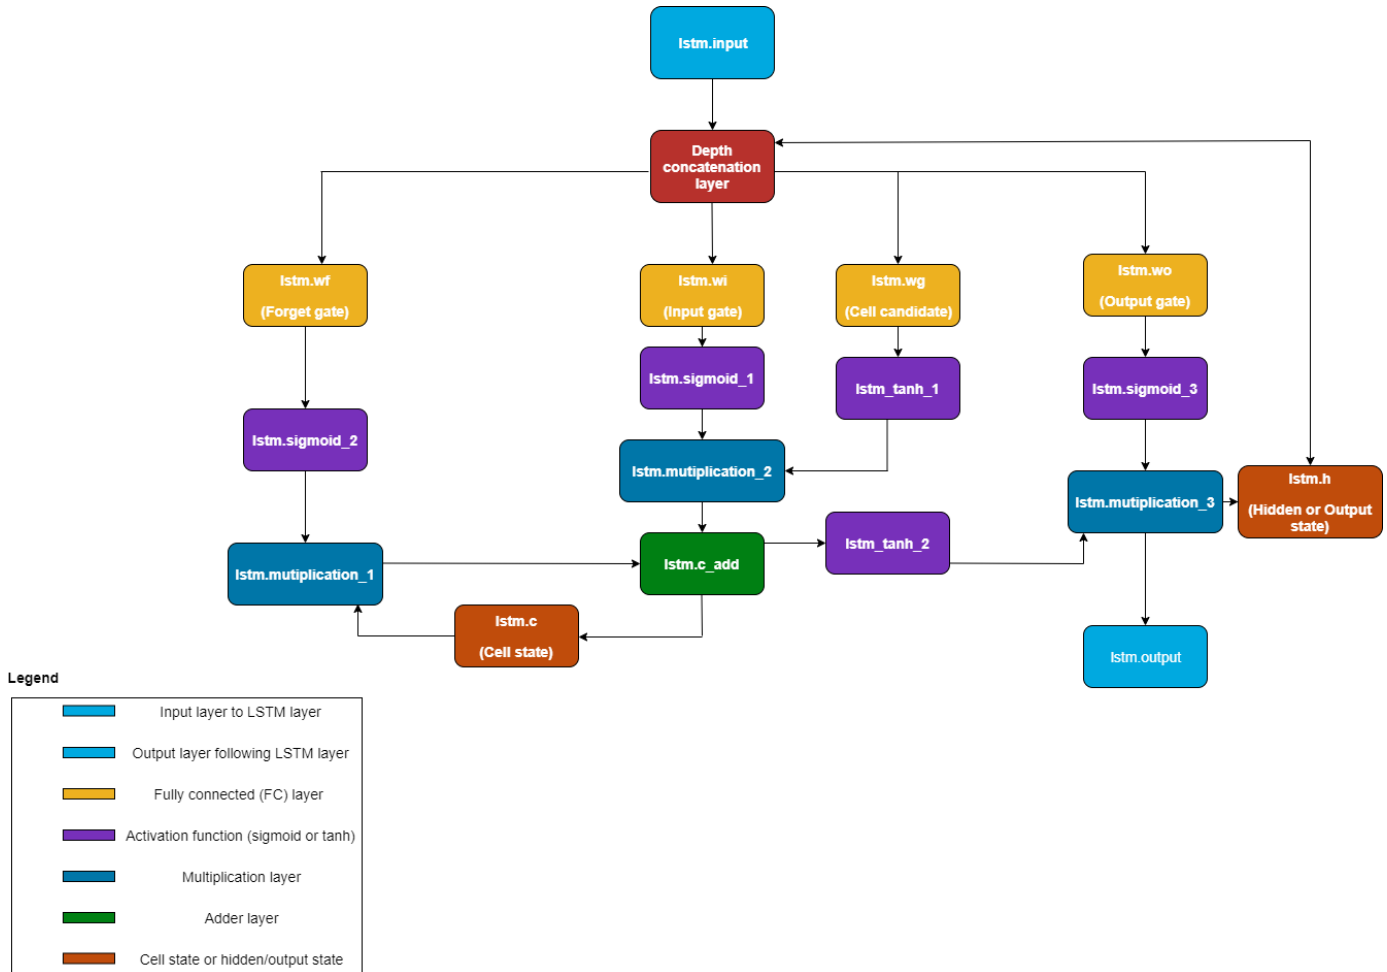 lstm.input
Depth
concatenation
layer
lstm.wf
(Forget gate)
lstm.wi
(Input gate)
lstm.wg
(Cell candidate)
lstm.wo
(Output gate)
lstm.sigmoid_1
lstm_tanh_1
lstm.sigmoid_3
lstm.sigmoid_2
lstm.mutiplication_2
lstm.mutiplication_3
lstm.h
(Hidden or Output
state)
lstm.mutiplication_1
lstm.c_add
lstm_tanh_2
lstm.c
(Cell state)
lstm.output
Legend
Input layer to LSTM layer
Output layer following LSTM layer
Fully connected (FC) layer
Activation function (sigmoid or tanh)
Multiplication layer
Adder layer
Cell state or hidden/output state